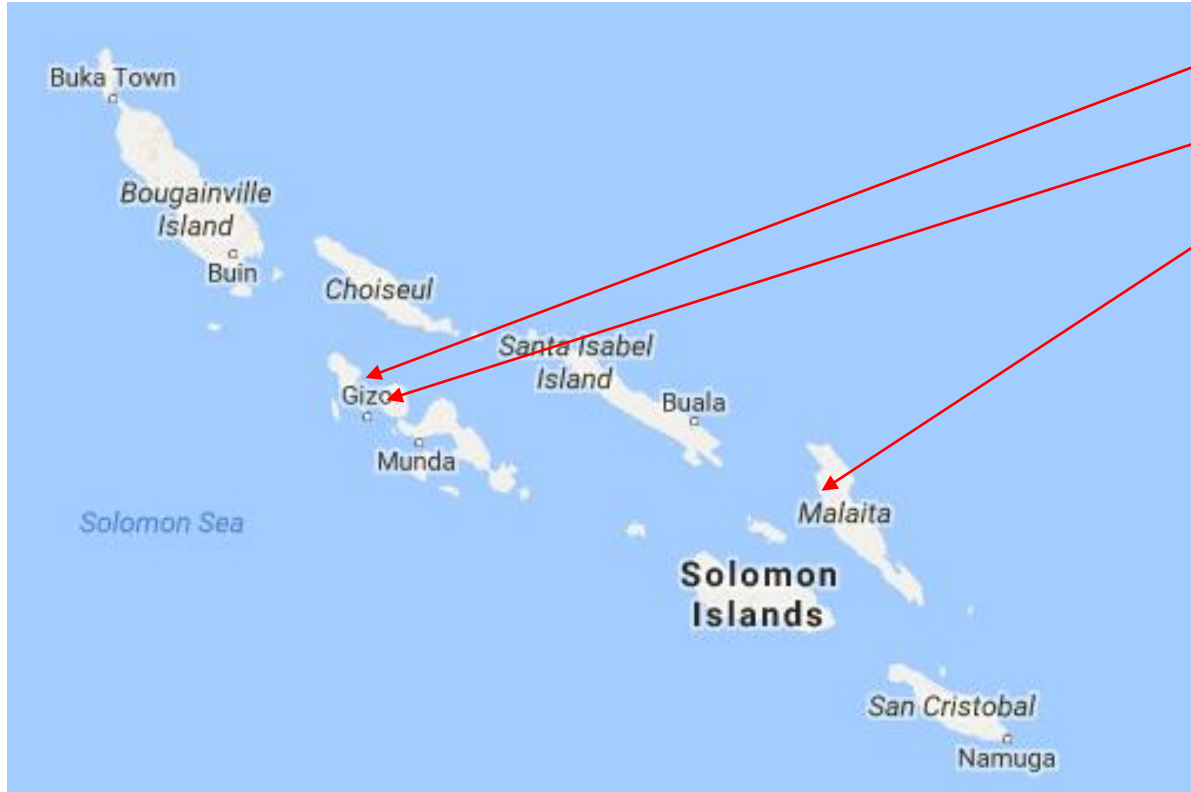 Buka Town
Bougainville
Island
Buin
Choiseul
Santa Isabel
Island
Gizo
Buala
Munda
Malaita
Solomon Sea
Solomon
Islands
San Cristobal
Namuga